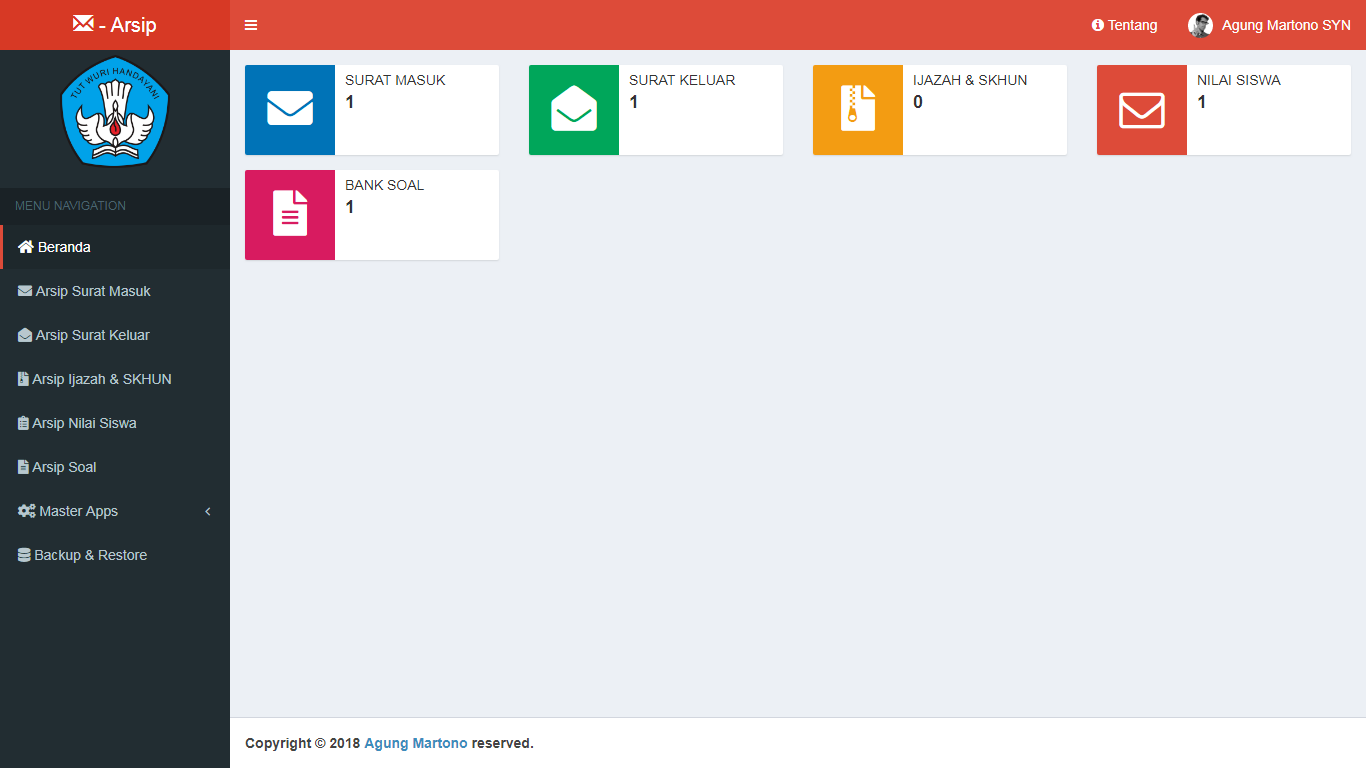 - Arsip
Tentang
Agung Martono SYN
TUT WURI HANDAYANI
MENU NAVIGATION
Beranda
Arsip Surat Masuk
Arsip Surat Keluar
Arsip Ijazah & SKHUN
Arsip Nilai Siswa
Arsip Soal
Master Apps
Backup & Restore
SURAT MASUK
1
SURAT KELUAR
1
IJAZAH & SKHUN
0
NILAI SISWA
1
BANK SOAL
1
Copyright © 2018 Agung Martono reserved.